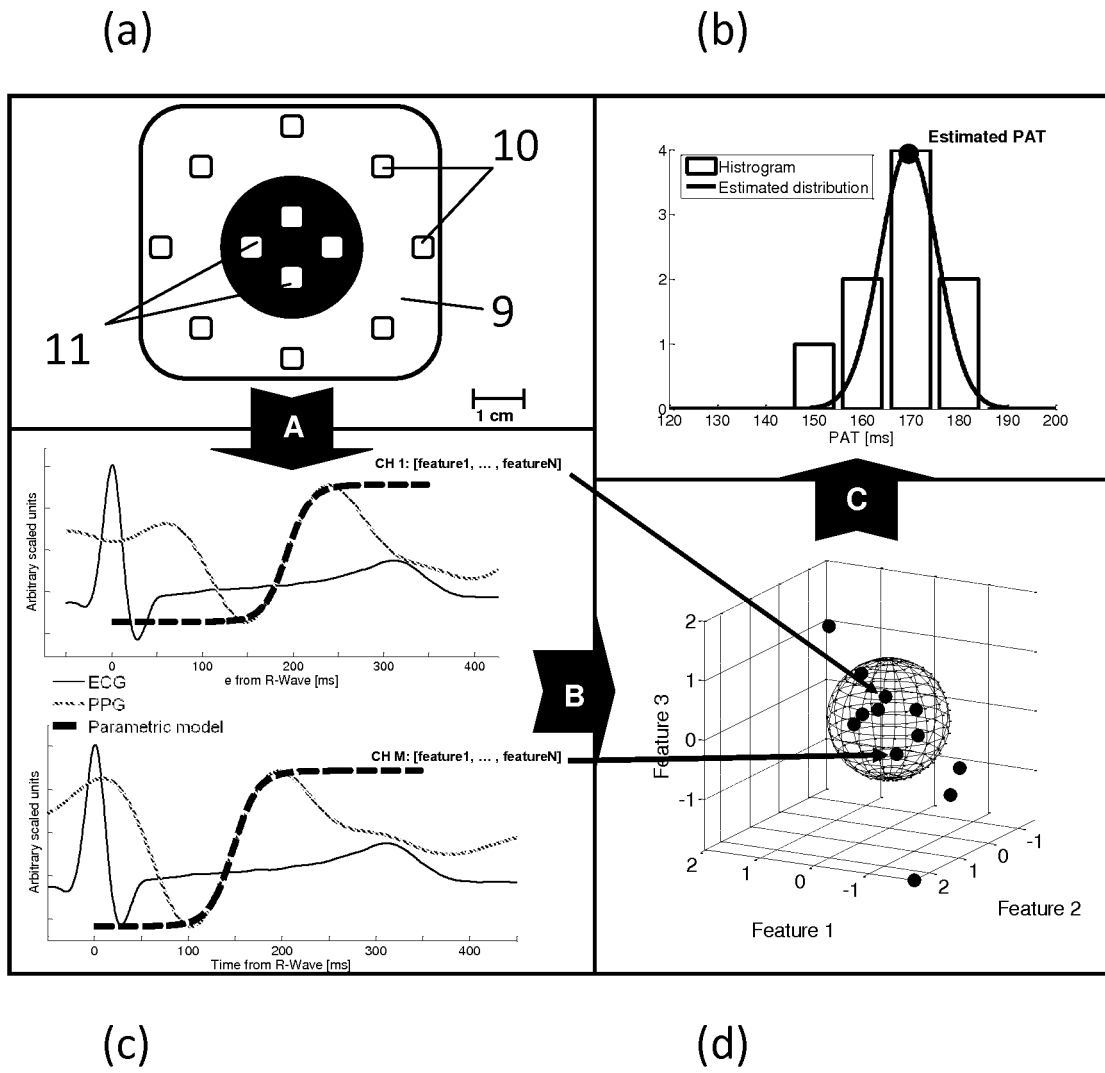 (a)
(b)
10
11
9
1 cm
A
Estimated PAT
Histrogram
Estimated distribution
4
3
2
1
0
120 130 140 150 160 170 180 190 200
PAT [ms]
CH 1: [feature1, ... , featureN]
Arbitrary scaled units
0 100 200 300 400
e from R-Wave [ms]
ECG
PPG
Parametric model
CH M: [feature1, ... , featureN]
Arbitrary scaled units
0 100 200 300 400
Time from R-Wave [ms]
B
C
2
1
0
-1
Feature 3
2 1 0 -1
Feature 1
2 1 0 -1
Feature 2
(c)
(d)